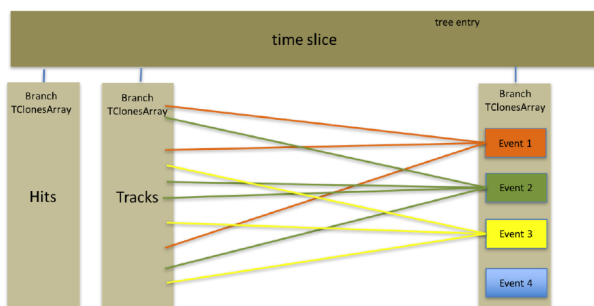 tree entry
time slice
Branch
TClonesArray
Branch
TClonesArray
Branch
TClonesArray
Hits
Tracks
Event 1
Event 2
Event 3
Event 4